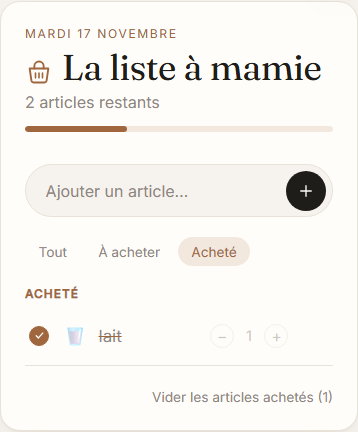 MARDI 17 NOVEMBRE
La liste à mamie
2 articles restants
Ajouter un article...
+
Tout À acheter Acheté
ACHETÉ
lait − 1 +
Vider les articles achetés (1)